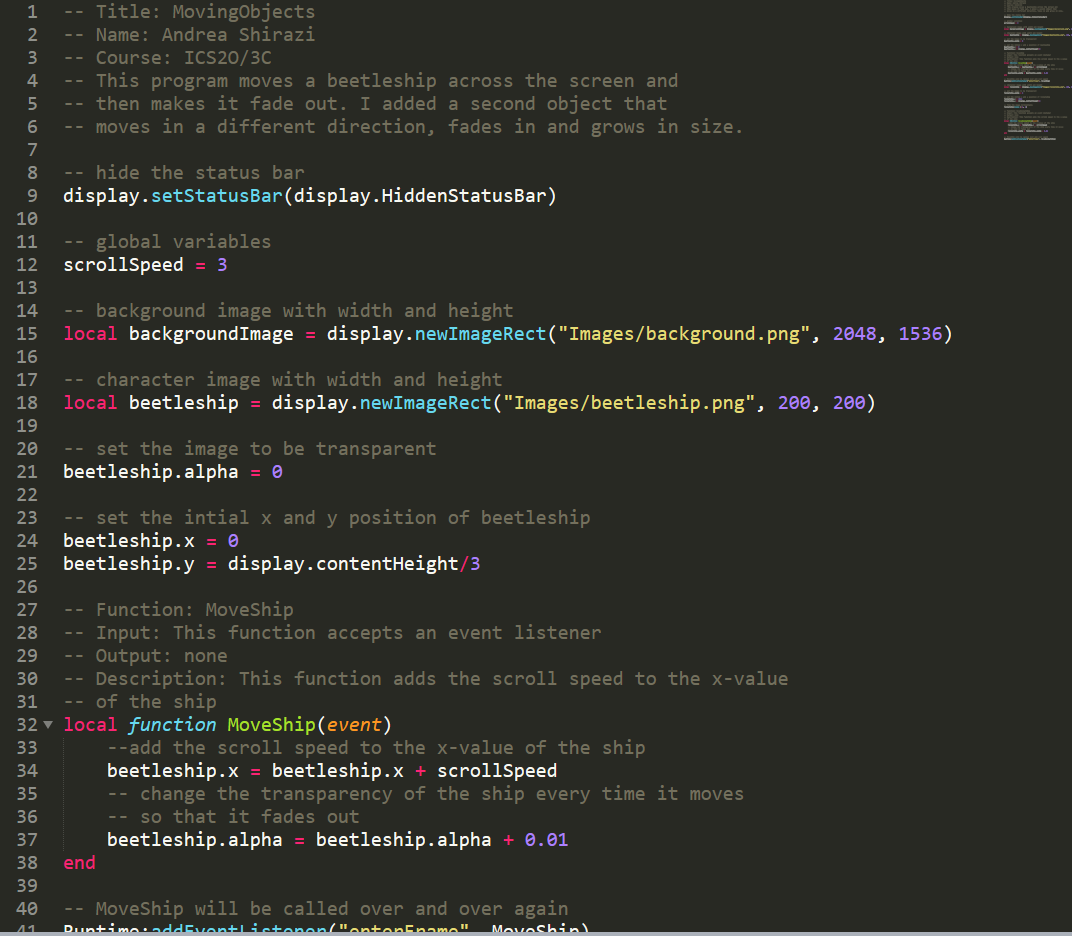 1 -- Title: MovingObjects
2 -- Name: Andrea Shirazi
3 -- Course: ICS2O/3C
4 -- This program moves a beetleship across the screen and
5 -- then makes it fade out. I added a second object that
6 -- moves in a different direction, fades in and grows in size.
7
8 -- hide the status bar
9 display.setStatusBar(display.HiddenStatusBar)
10
11 -- global variables
12 scrollSpeed = 3
13
14 -- background image with width and height
15 local backgroundImage = display.newImageRect("Images/background.png", 2048, 1536)
16
17 -- character image with width and height
18 local beetleship = display.newImageRect("Images/beetleship.png", 200, 200)
19
20 -- set the image to be transparent
21 beetleship.alpha = 0
22
23 -- set the intial x and y position of beetleship
24 beetleship.x = 0
25 beetleship.y = display.contentHeight/3
26
27 -- Function: MoveShip
28 -- Input: This function accepts an event listener
29 -- Output: none
30 -- Description: This function adds the scroll speed to the x-value
31 -- of the ship
32 local function MoveShip(event)
33 --add the scroll speed to the x-value of the ship
34 beetleship.x = beetleship.x + scrollSpeed
35 -- change the transparency of the ship every time it moves
36 -- so that it fades out
37 beetleship.alpha = beetleship.alpha + 0.01
38 end
39
40 -- MoveShip will be called over and over again
41 Runtime:addEventListener("enterFrame", MoveShip)